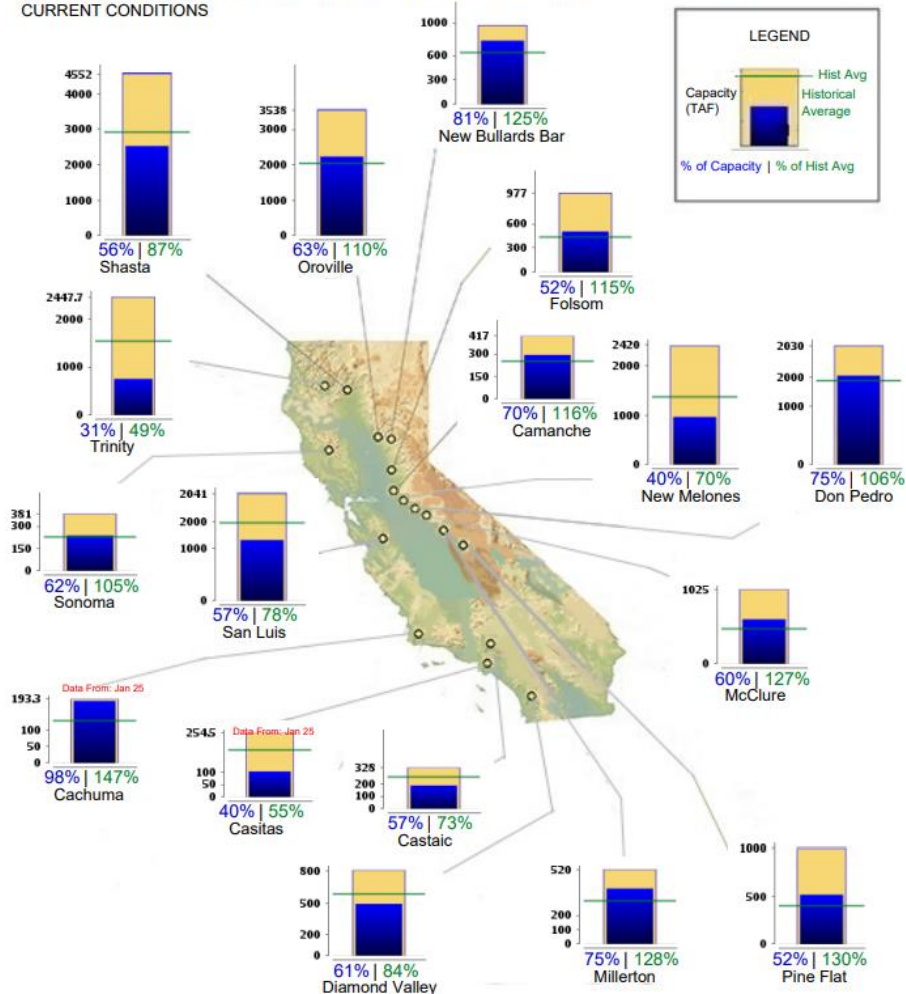 CURRENT CONDITIONS
1000
600
300
0
81% | 125%
New Bullards Bar
LEGEND
Hist Avg
Capacity
(TAF)
Historical
Average
% of Capacity | % of Hist Avg
4552
3000
2000
1000
0
56% | 87%
Shasta
3538
2000
1000
0
63% | 110%
Oroville
977
600
300
0
52% | 115%
Folsom
2447.7
2000
1000
0
31% | 49%
Trinity
417
300
150
0
70% | 116%
Camanche
2420
1000
0
40% | 70%
New Melones
2030
2000
1000
0
75% | 106%
Don Pedro
381
300
150
0
62% | 105%
Sonoma
2041
2000
1000
0
57% | 78%
San Luis
1025
0
60% | 127%
McClure
Data From: Jan 25
193.3
100
50
0
98% | 147%
Cachuma
Data From: Jan 25
254.5
100
50
0
40% | 55%
Casitas
325
200
100
0
57% | 73%
Castaic
800
500
200
0
61% | 84%
Diamond Valley
520
200
100
0
75% | 128%
Millerton
1000
500
0
52% | 130%
Pine Flat